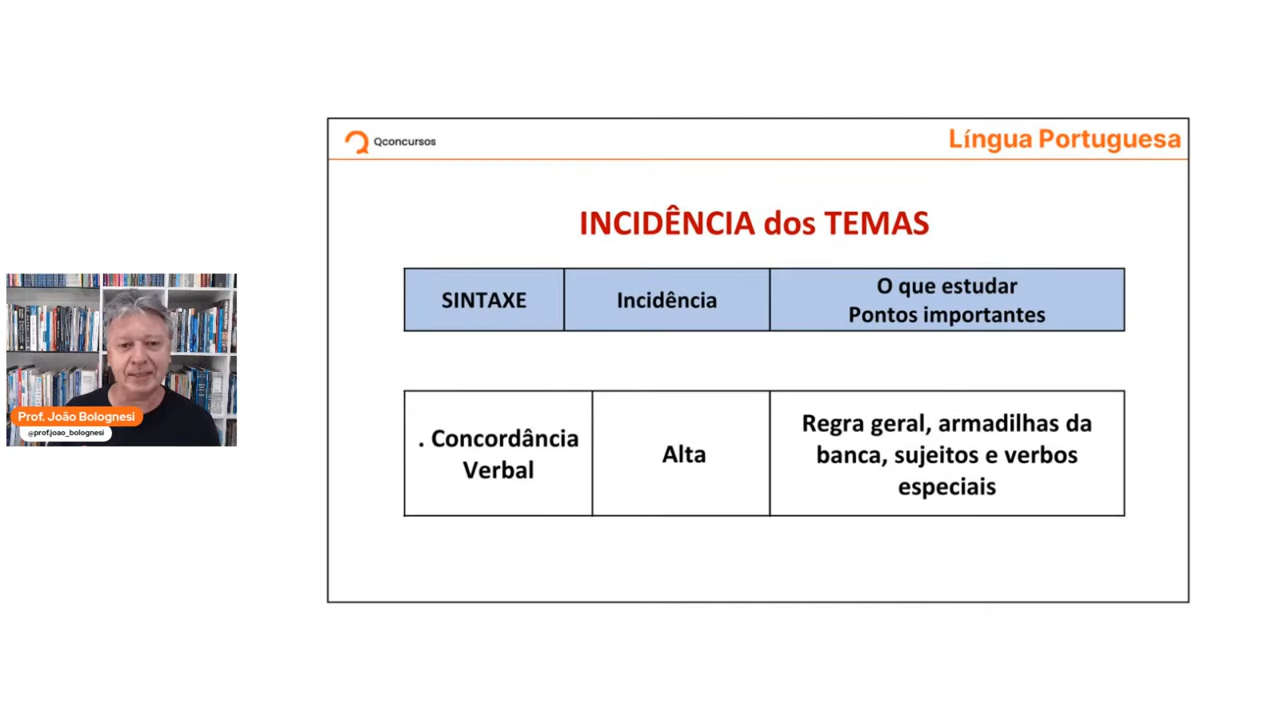 Qconcursos
Língua Portuguesa
INCIDÊNCIA dos TEMAS
SINTAXE
Incidência
O que estudar
Pontos importantes
. Concordância
Verbal
Alta
Regra geral, armadilhas da
banca, sujeitos e verbos
especiais
Prof. João Bolognesi
@prof.joao_bolognesi